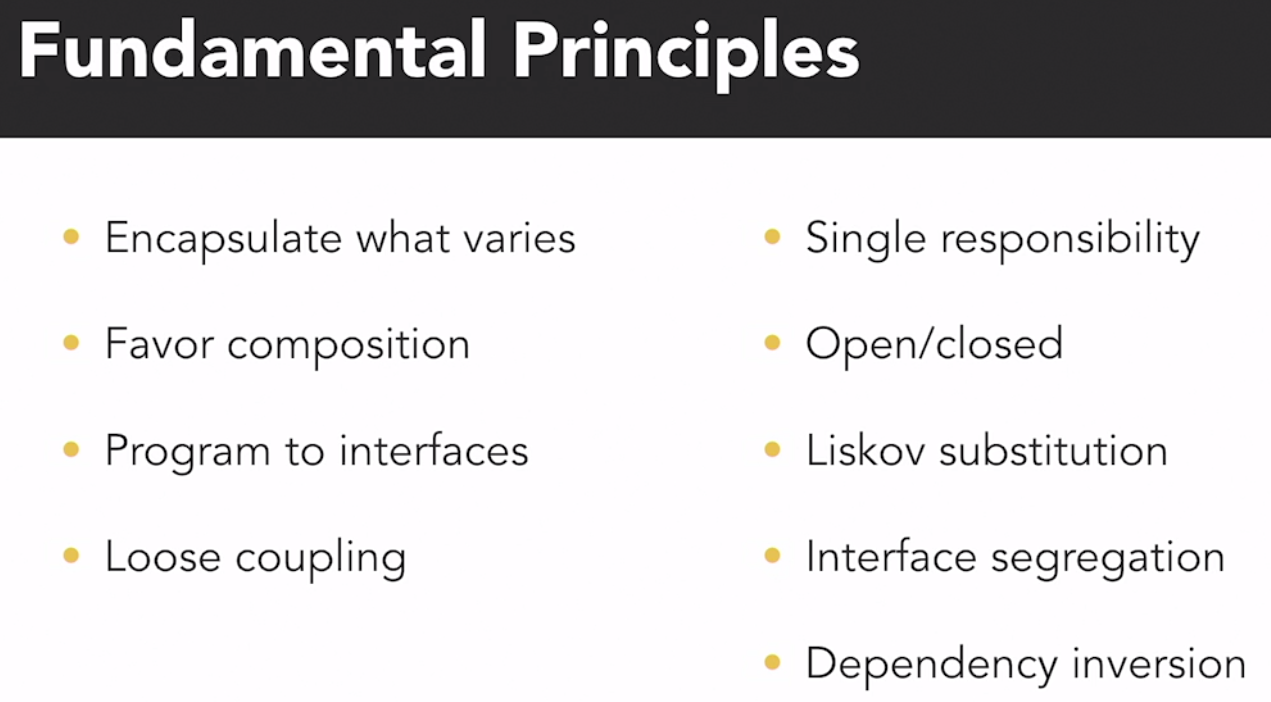 Fundamental Principles
Encapsulate what varies
Favor composition
Program to interfaces
Loose coupling
Single responsibility
Open/closed
Liskov substitution
Interface segregation
Dependency inversion